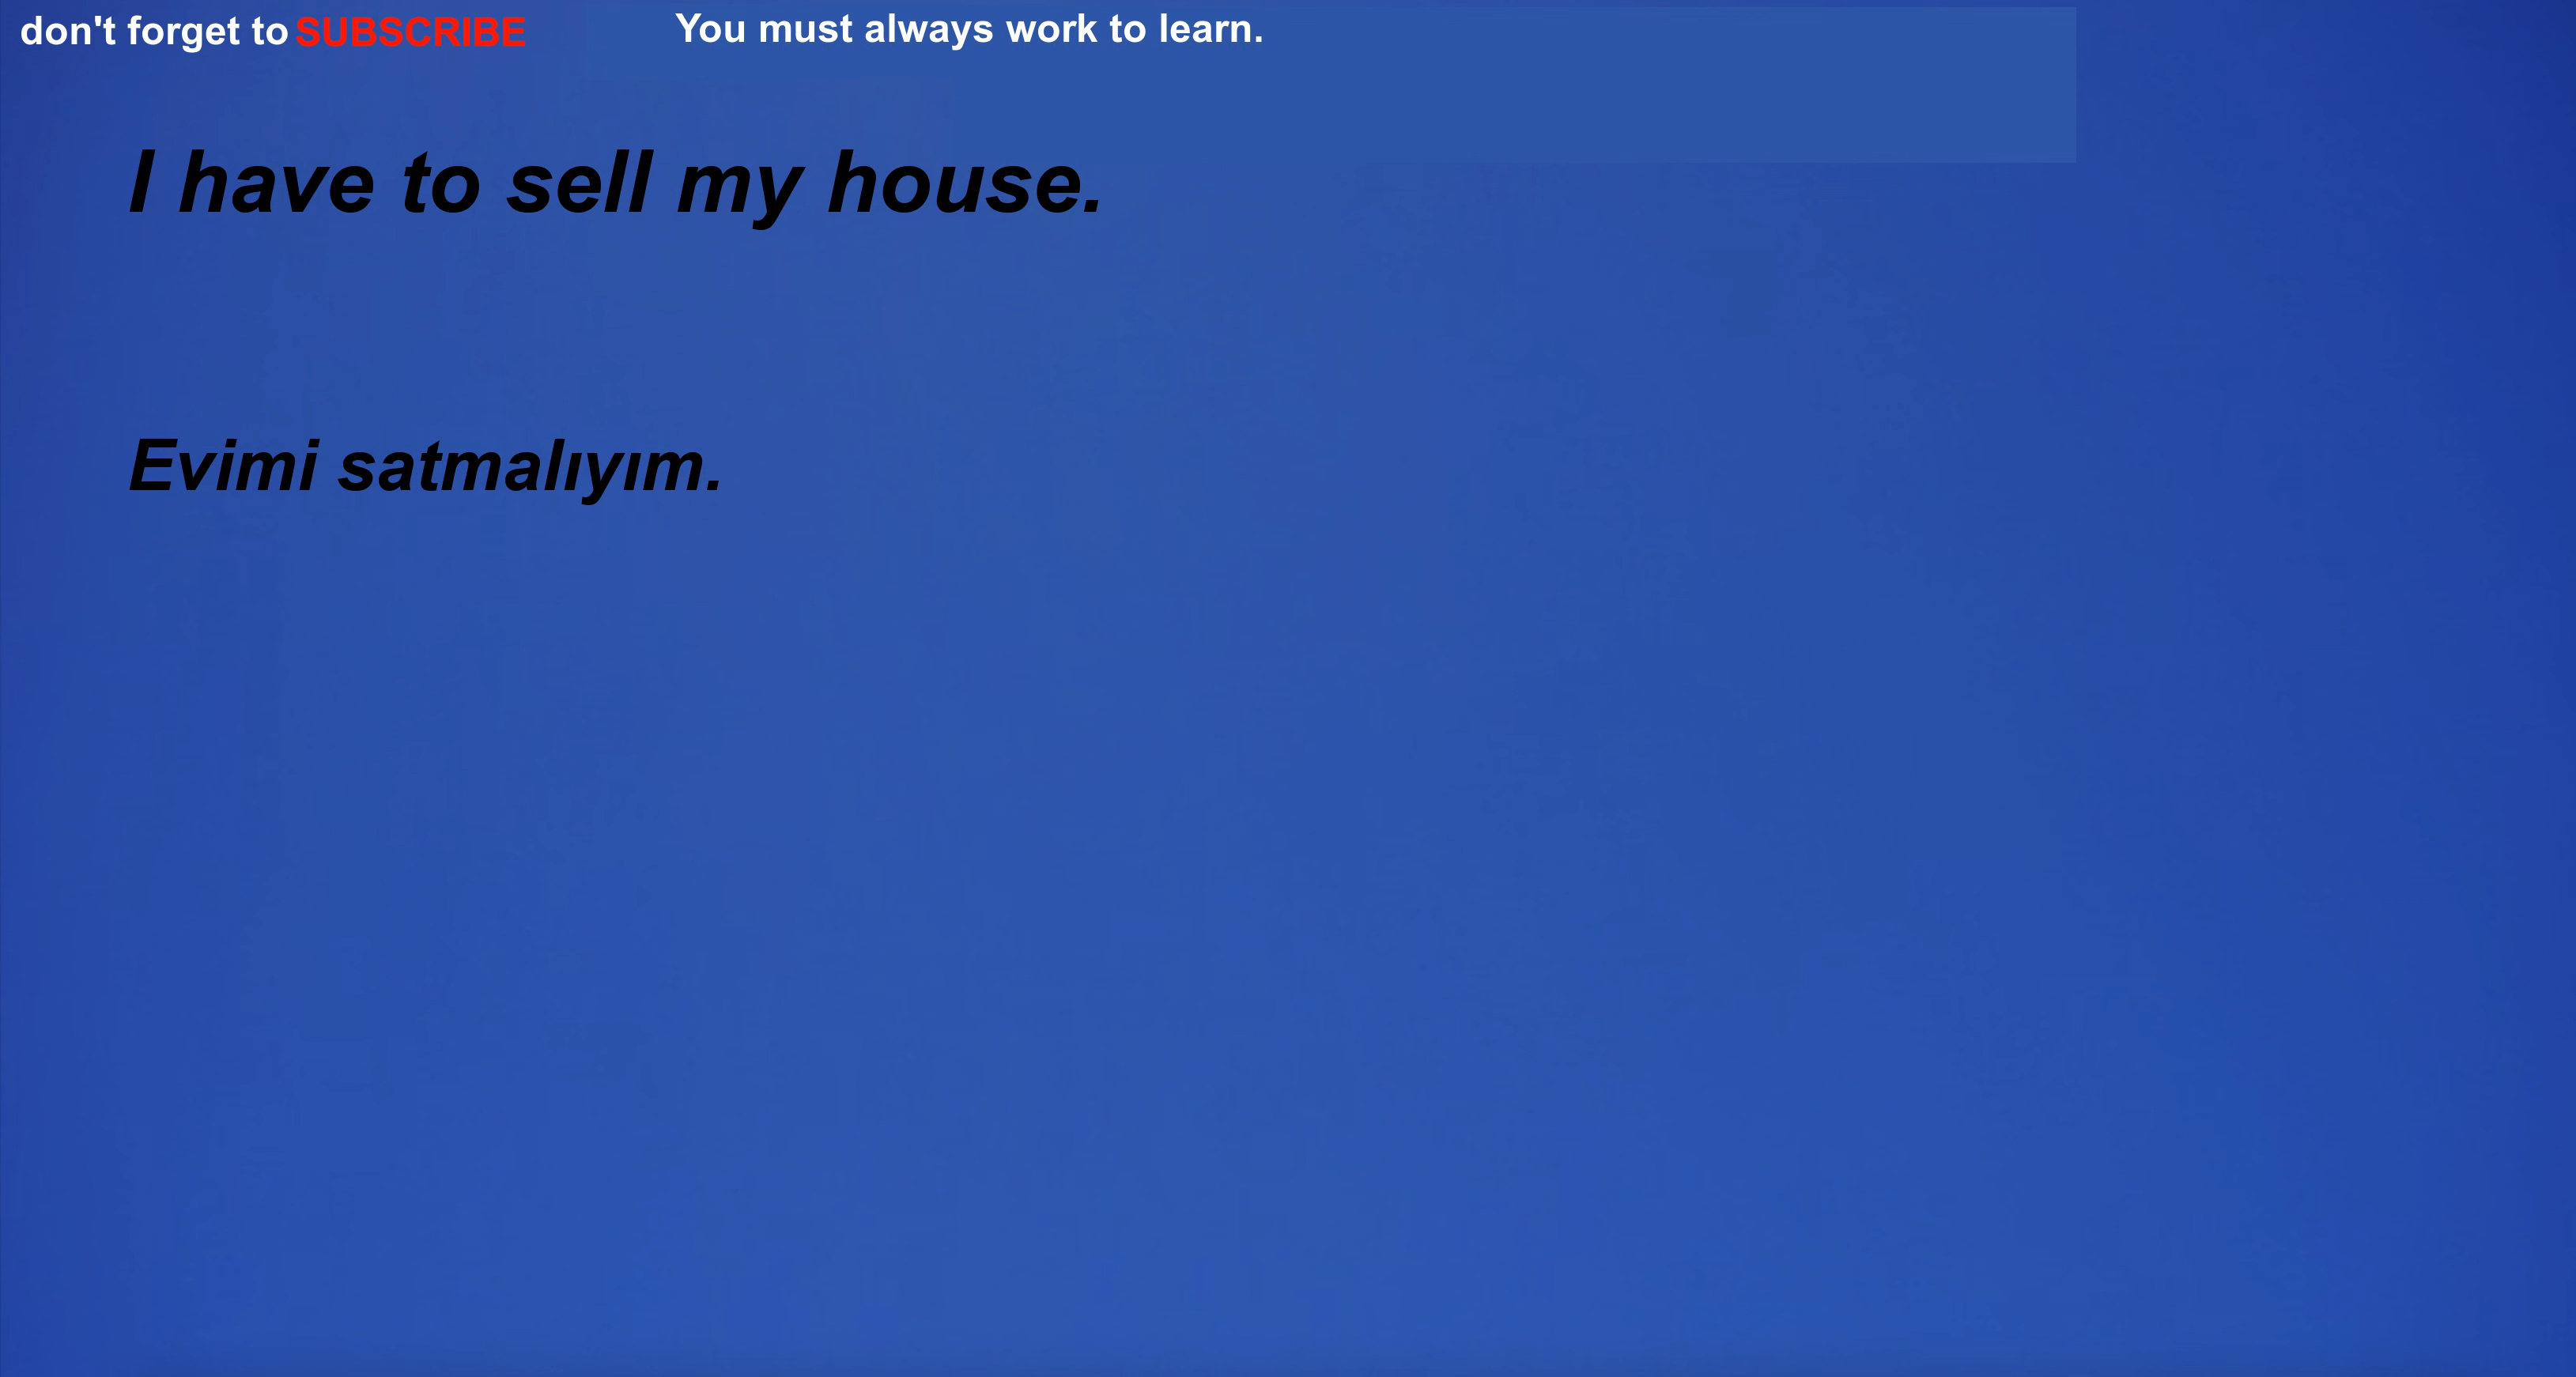 don't forget to SUBSCRIBE You must always work to learn.
I have to sell my house.
Evimi satmalıyım.